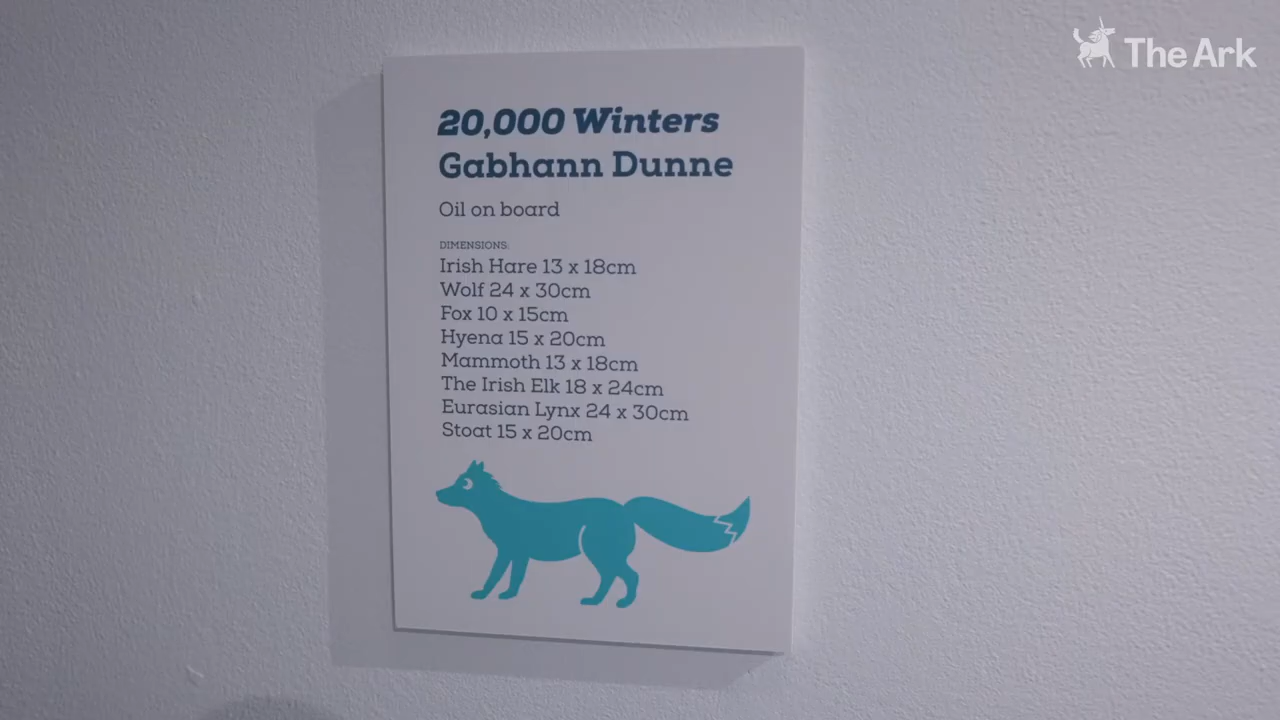 The Ark
20,000 Winters
Gabhann Dunne
Oil on board
DIMENSIONS:
Irish Hare 13 x 18cm
Wolf 24 x 30cm
Fox 10 x 15cm
Hyena 15 x 20cm
Mammoth 13 x 18cm
The Irish Elk 18 x 24cm
Eurasian Lynx 24 x 30cm
Stoat 15 x 20cm